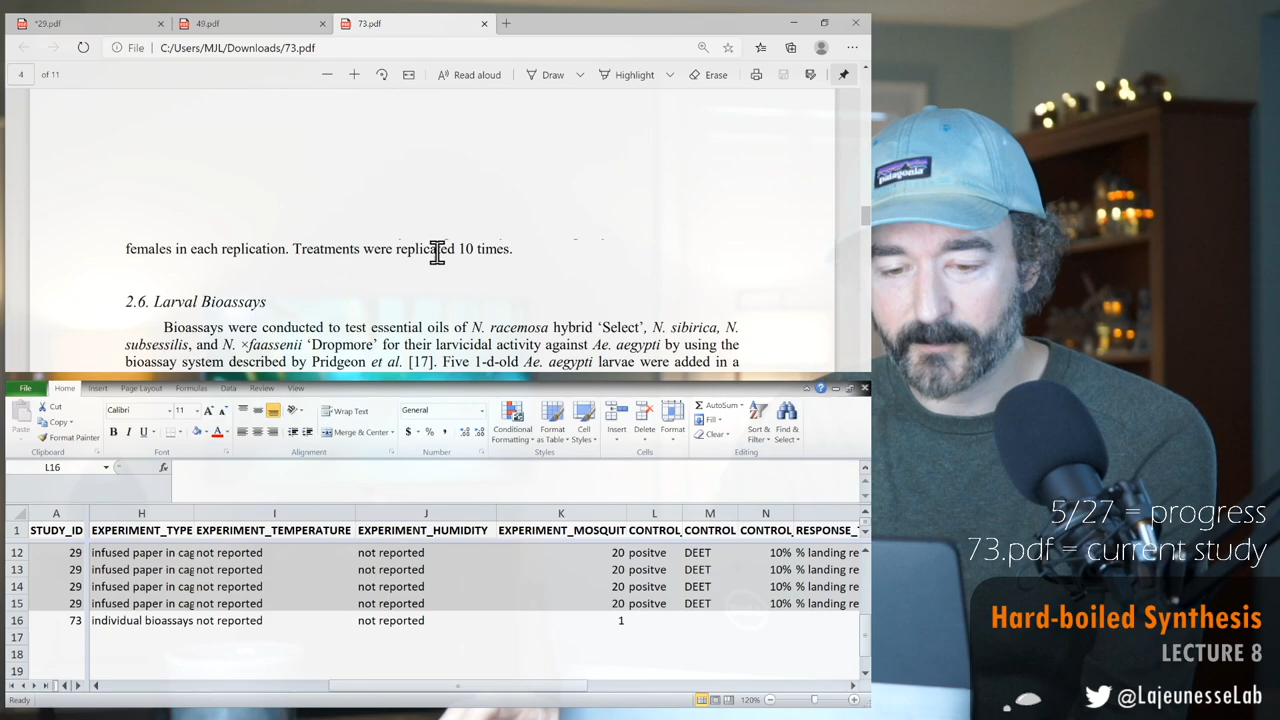 *29.pdf
49.pdf
73.pdf
File
C:/Users/MJL/Downloads/73.pdf
4 of 11
Read aloud
Draw
Highlight
Erase
females in each replication. Treatments were replicated 10 times.
2.6. Larval Bioassays
Bioassays were conducted to test essential oils of N. racemosa hybrid ‘Select’, N. sibirica, N.
subsessilis, and N. ×faassenii ‘Dropmore’ for their larvicidal activity against Ae. aegypti by using the
bioassay system described by Pridgeon et al. [17]. Five 1-d-old Ae. aegypti larvae were added in a
patagonia
File Home Insert Page Layout Formulas Data Review View
Paste
Cut
Copy
Format Painter
Clipboard
Calibri 11
B I U
Font
Wrap Text
Merge & Center
Alignment
General
$ % ,
Number
Conditional Formatting
Format as Table
Cell Styles
Styles
Insert
Delete
Format
Cells
AutoSum
Fill
Clear
Sort & Filter
Find & Select
Editing
L16
fx
A H I J K L M N
1 STUDY_ID EXPERIMENT_TYPE EXPERIMENT_TEMPERATURE EXPERIMENT_HUMIDITY EXPERIMENT_MOSQUIT CONTROL_ CONTROL CONTROL_ RESPONSE_
12 29 infused paper in cag not reported not reported 20 positve DEET 10% % landing re
13 29 infused paper in cag not reported not reported 20 positve DEET 10% % landing re
14 29 infused paper in cag not reported not reported 20 positve DEET 10% % landing re
15 29 infused paper in cag not reported not reported 20 positve DEET 10% % landing re
16 73 individual bioassays not reported not reported 1
17
18
19
Ready
120%
5/27 = progress
73.pdf = current study
Hard-boiled Synthesis
LECTURE 8
@LajeunesseLab